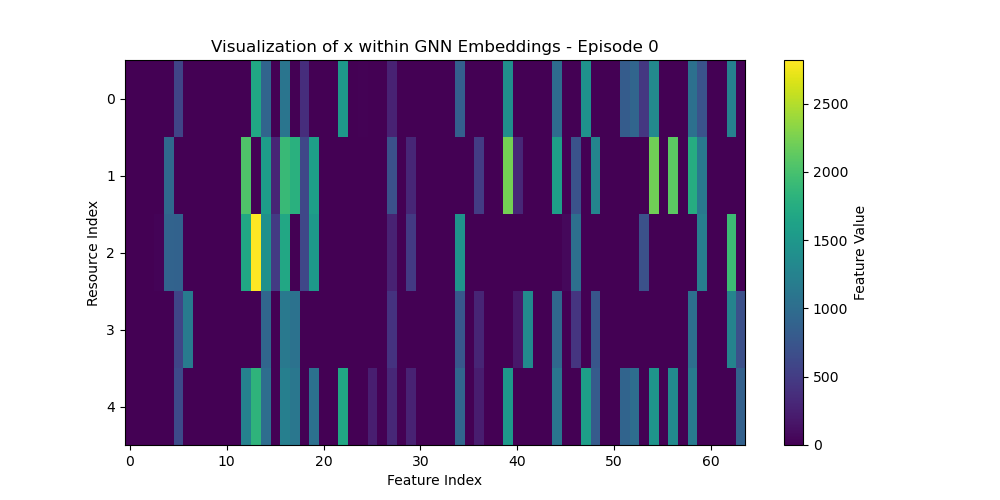 Visualization of x within GNN Embeddings - Episode 0
Resource Index
0
1
2
3
4
0 10 20 30 40 50 60
Feature Index
2500
2000
1500
1000
500
0
Feature Value